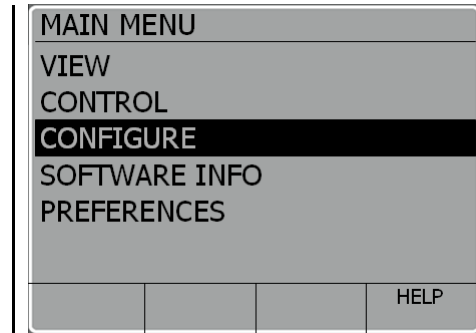 MAIN MENU
VIEW
CONTROL
CONFIGURE
SOFTWARE INFO
PREFERENCES
HELP